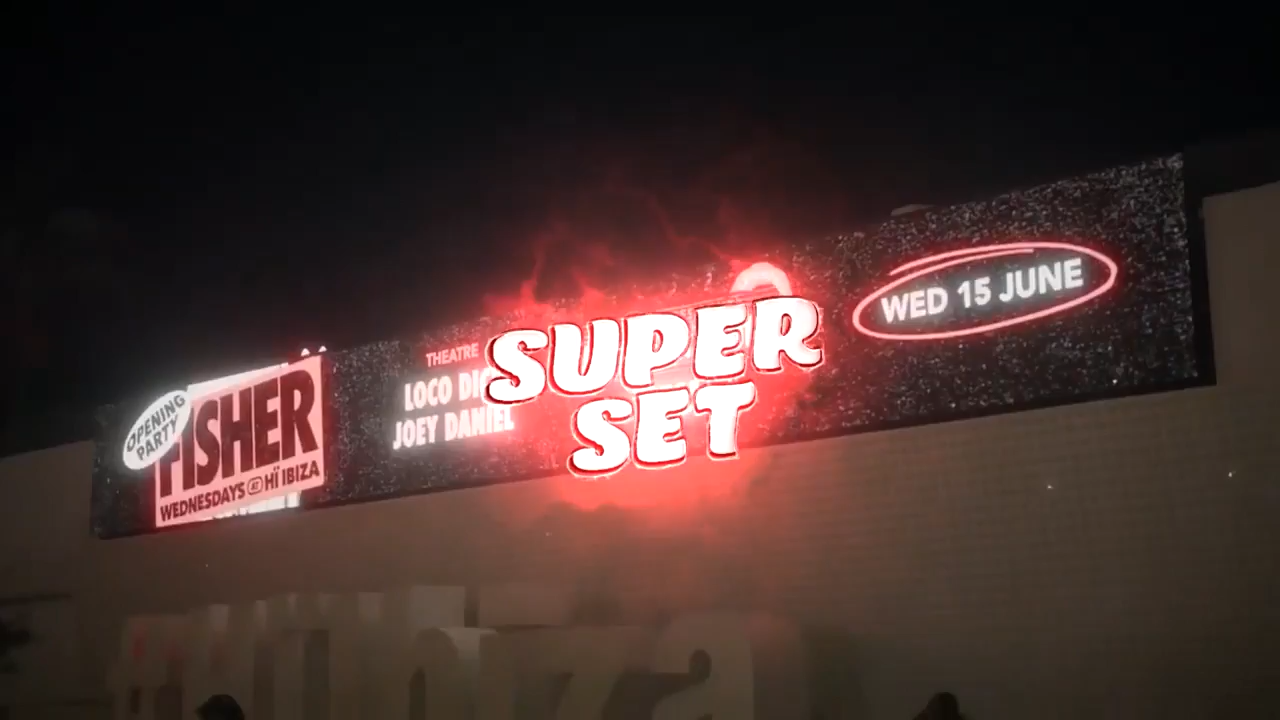 OPENING
PARTY
FISHER
WEDNESDAYS AT HÏ IBIZA
THEATRE
LOCO
JOEY DANIEL
SUPER
SET
WED 15 JUNE